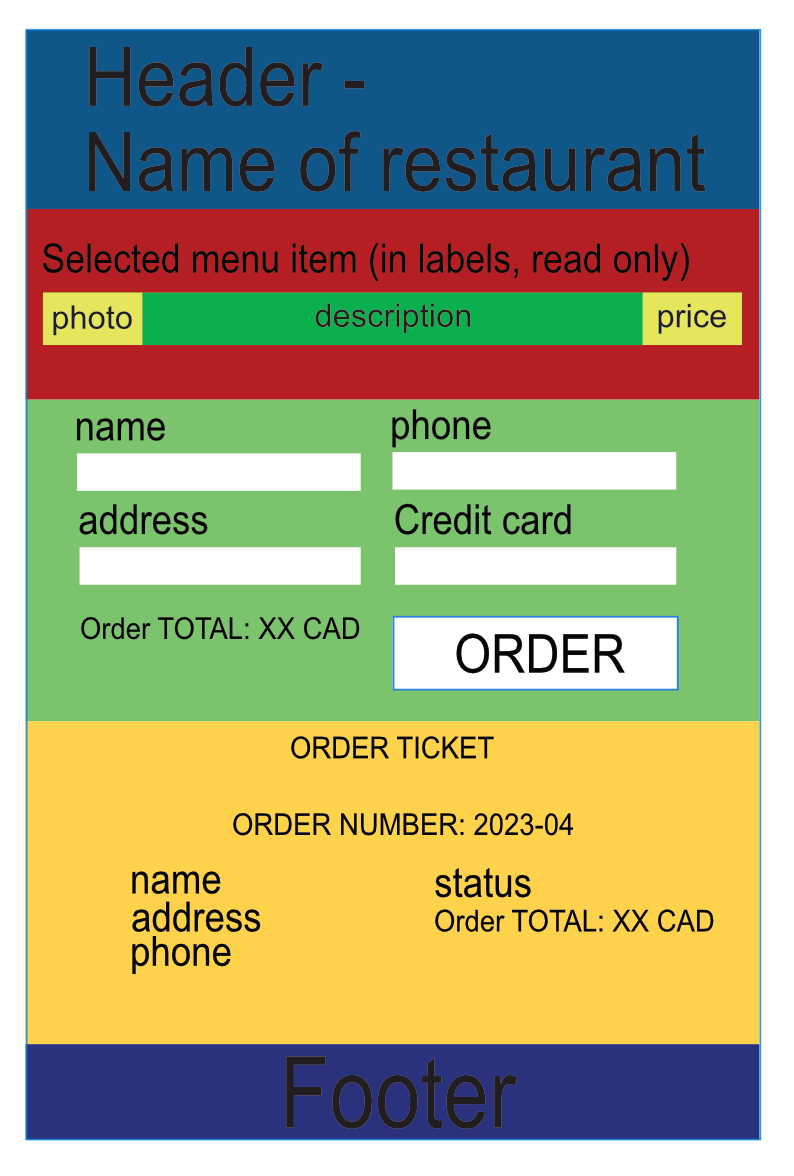 Header -
Name of restaurant
Selected menu item (in labels, read only)
photo description price
name phone
address Credit card
Order TOTAL: XX CAD ORDER
ORDER TICKET
ORDER NUMBER: 2023-04
name status
address Order TOTAL: XX CAD
phone
Footer